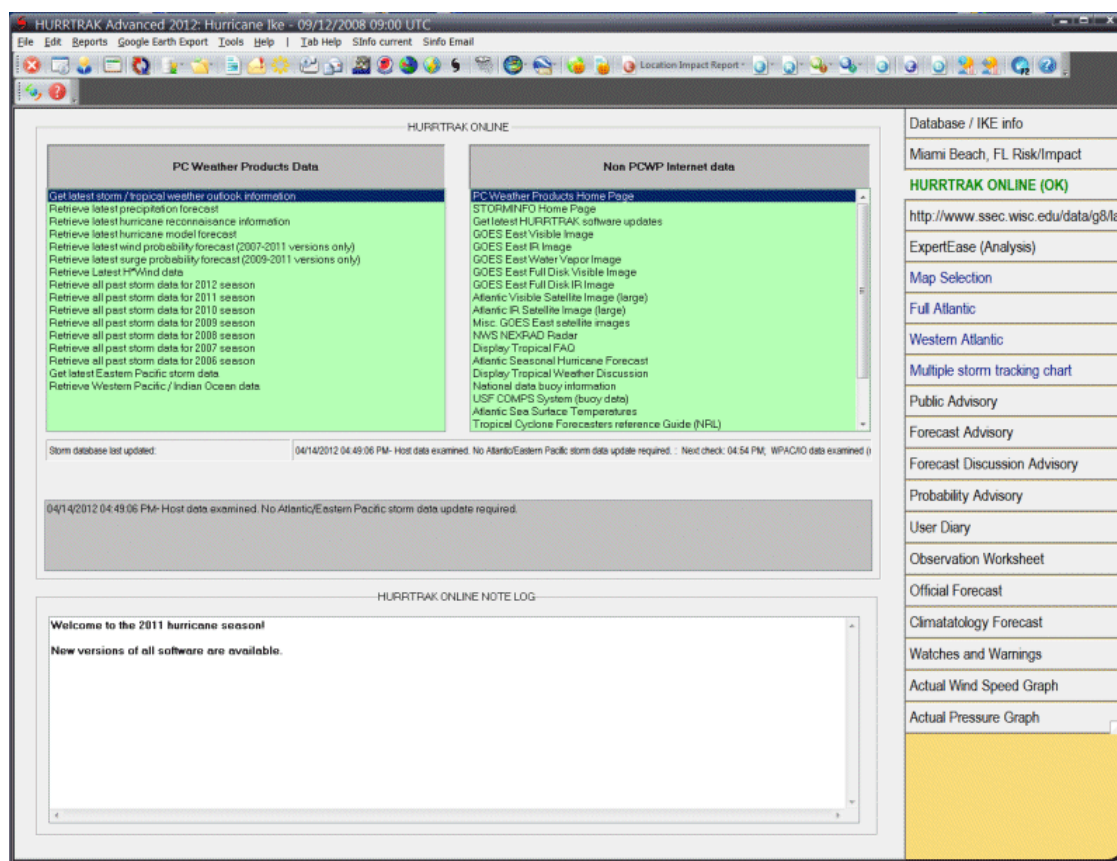 HURRTRAK Advanced 2012: Hurricane Ike - 09/12/2008 09:00 UTC
File Edit Reports Google Earth Export Tools Help | Tab Help SInfo current Sinfo Email
Location Impact Report
HURRTRAK ONLINE
PC Weather Products Data
Get latest storm / tropical weather outlook information
Retrieve latest precipitation forecast
Retrieve latest hurricane reconnaisance information
Retrieve latest hurricane model forecast
Retrieve latest wind probability forecast (2007-2011 versions only)
Retrieve latest surge probability forecast (2009-2011 versions only)
Retrieve Latest H*Wind data
Retrieve all past storm data for 2012 season
Retrieve all past storm data for 2011 season
Retrieve all past storm data for 2010 season
Retrieve all past storm data for 2009 season
Retrieve all past storm data for 2008 season
Retrieve all past storm data for 2007 season
Retrieve all past storm data for 2006 season
Get latest Eastern Pacific storm data
Retrieve Western Pacific / Indian Ocean data
Non PCWP Internet data
PC Weather Products Home Page
STORMINFO Home Page
Get latest HURRTRAK software updates
GOES East Visible Image
GOES East IR Image
GOES East Water Vapor Image
GOES East Full Disk Visible Image
GOES East Full Disk IR Image
Atlantic Visible Satellite Image (large)
Atlantic IR Satellite Image (large)
Misc. GOES East satellite images
NWS NEXRAD Radar
Display Tropical FAQ
Atlantic Seasonal Hurricane Forecast
Display Tropical Weather Discussion
National data buoy information
USF COMPS System (buoy data)
Atlantic Sea Surface Temperatures
Tropical Cyclone Forecasters reference Guide (NRL)
Storm database last updated:
04/14/2012 04:49:06 PM- Host data examined. No Atlantic/Eastern Pacific storm data update required. : Next check: 04:54 PM; WPAC/IO data examined (
04/14/2012 04:49:06 PM- Host data examined. No Atlantic/Eastern Pacific storm data update required.
HURRTRAK ONLINE NOTE LOG
Welcome to the 2011 hurricane season!
New versions of all software are available.
Database / IKE info
Miami Beach, FL Risk/Impact
HURRTRAK ONLINE (OK)
http://www.ssec.wisc.edu/data/g8/la
ExpertEase (Analysis)
Map Selection
Full Atlantic
Western Atlantic
Multiple storm tracking chart
Public Advisory
Forecast Advisory
Forecast Discussion Advisory
Probability Advisory
User Diary
Observation Worksheet
Official Forecast
Climatatology Forecast
Watches and Warnings
Actual Wind Speed Graph
Actual Pressure Graph